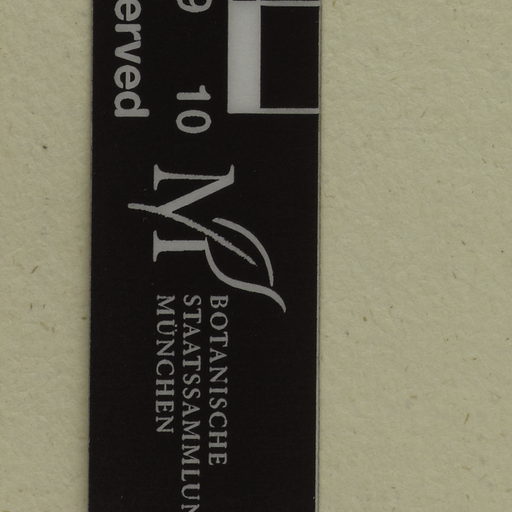 erved
9 10
BOTANISCHE
STAATSSAMMLUN
MÜNCHEN